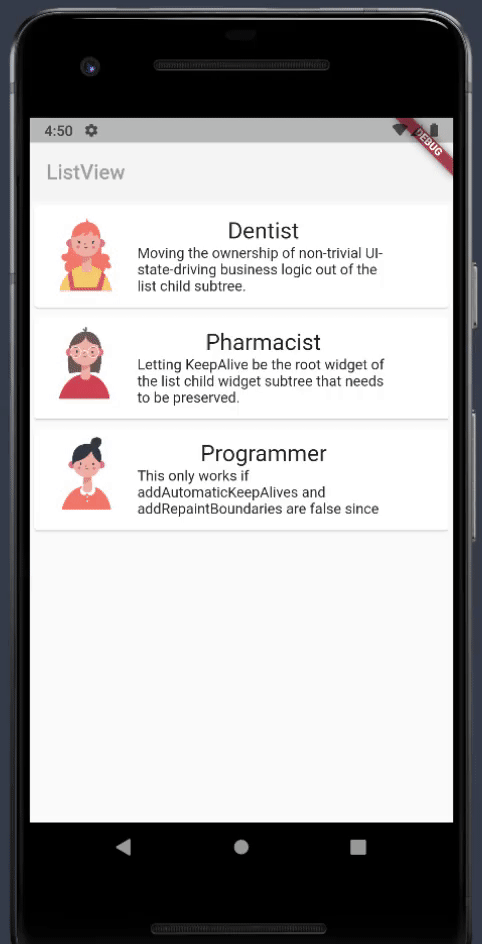 4:50
DEBUG
ListView
Dentist
Moving the ownership of non-trivial UI-
state-driving business logic out of the
list child subtree.
Pharmacist
Letting KeepAlive be the root widget of
the list child widget subtree that needs
to be preserved.
Programmer
This only works if
addAutomaticKeepAlives and
addRepaintBoundaries are false since